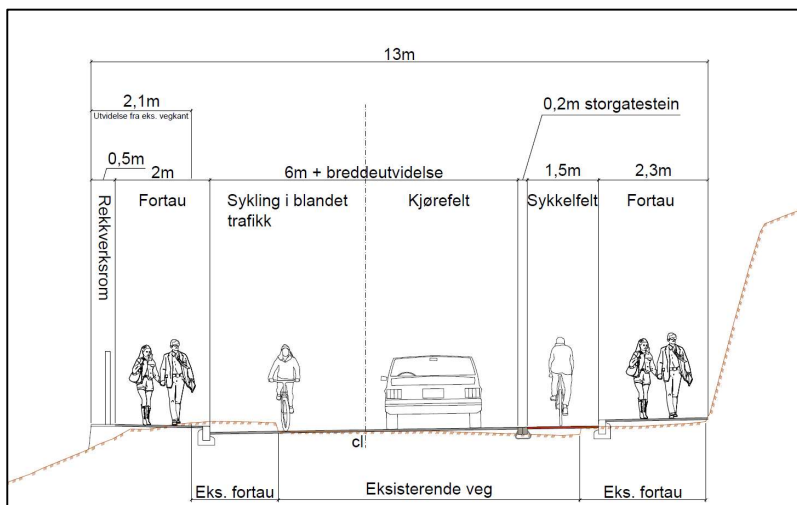 13m
2,1m
Utvidelse fra eks. vegkant
0,2m storgatestein
0,5m
2m
6m + breddeutvidelse
1,5m
2,3m
Rekkverksrom
Fortau
Sykling i blandet
trafikk
Kjørefelt
Sykkelfelt
Fortau
cl
Eks. fortau
Eksisterende veg
Eks. fortau